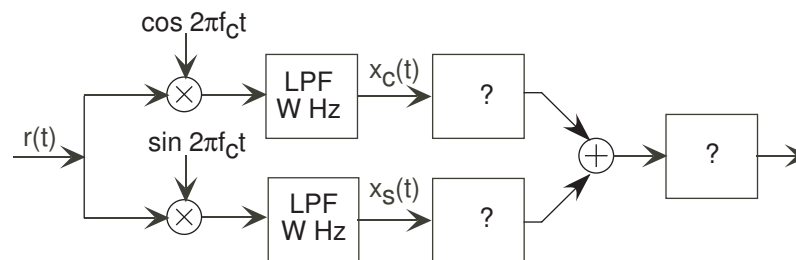 cos 2πfct
LPF
W Hz
xc(t)
?
r(t)
sin 2πfct
?
LPF
W Hz
xs(t)
?